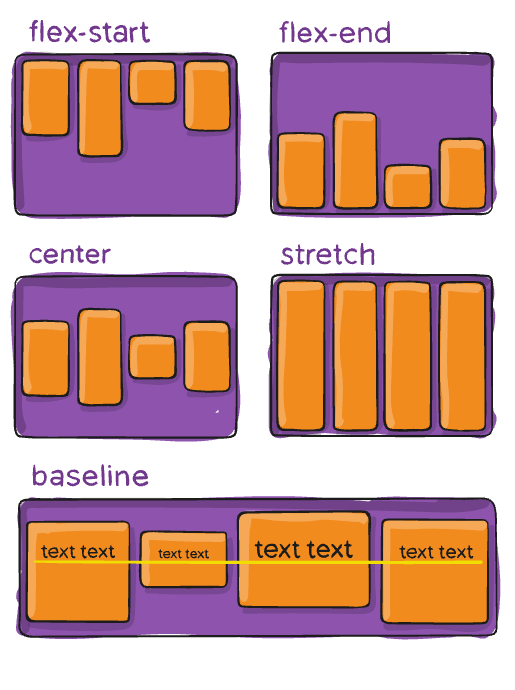 flex-start
flex-end
center
stretch
baseline
text text
text text
text text
text text